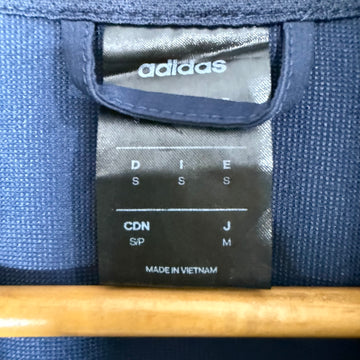 adidas
D I E
S S S
CDN J
S/P M
MADE IN VIETNAM